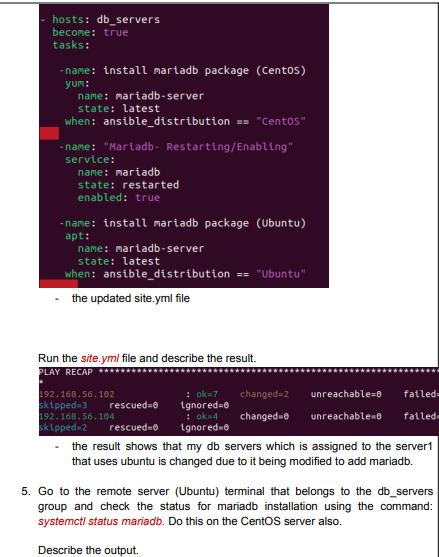 - hosts: db_servers
become: true
tasks:
-name: install mariadb package (CentOS)
yum:
name: mariadb-server
state: latest
when: ansible_distribution == "CentOS"
-name: "Mariadb- Restarting/Enabling"
service:
name: mariadb
state: restarted
enabled: true
-name: install mariadb package (Ubuntu)
apt:
name: mariadb-server
state: latest
when: ansible_distribution == "Ubuntu"
- the updated site.yml file
Run the site.yml file and describe the result.
PLAY RECAP *********************************************************************
*
192.168.56.102 : ok=7 changed=2 unreachable=0 failed=
skipped=3 rescued=0 ignored=0
192.168.56.104 : ok=4 changed=0 unreachable=0 failed=
skipped=2 rescued=0 ignored=0
- the result shows that my db servers which is assigned to the server1
that uses ubuntu is changed due to it being modified to add mariadb.
5. Go to the remote server (Ubuntu) terminal that belongs to the db_servers
group and check the status for mariadb installation using the command:
systemctl status mariadb. Do this on the CentOS server also.
Describe the output.